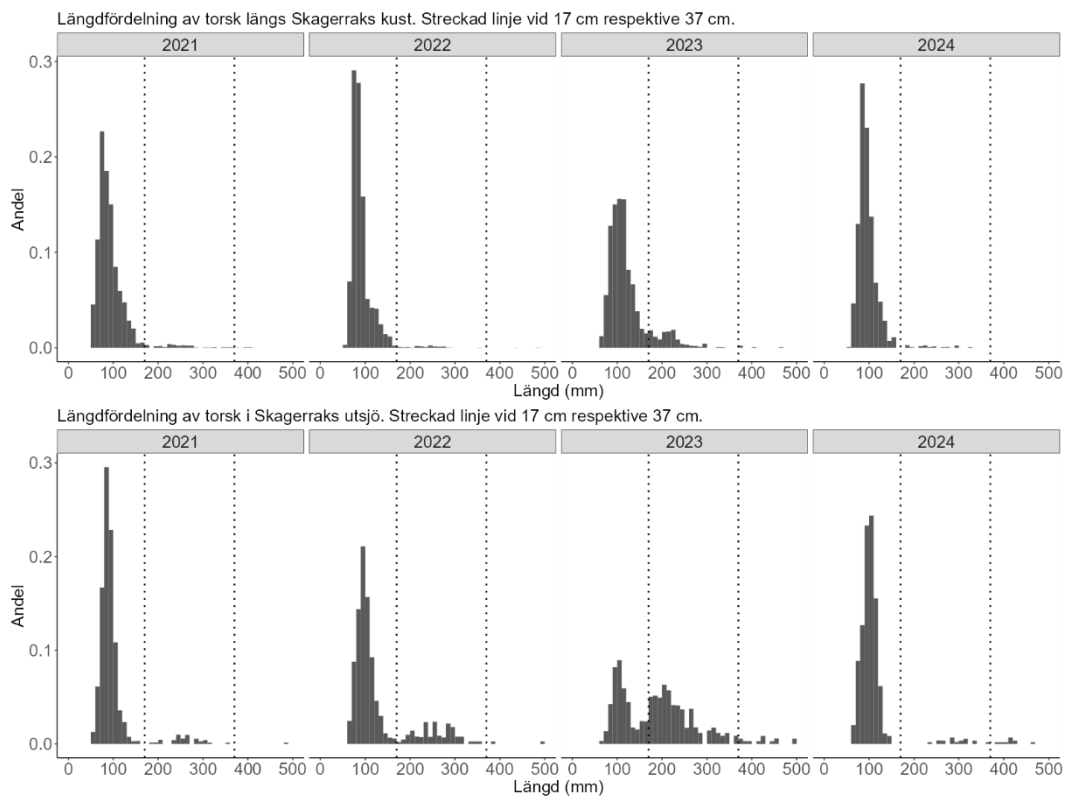 Längdfördelning av torsk längs Skagerraks kust. Streckad linje vid 17 cm respektive 37 cm.
2021 2022 2023 2024
0.3
0.2
Andel
0.1
0.0
0 100 200 300 400 500 0 100 200 300 400 500 0 100 200 300 400 500 0 100 200 300 400 500
Längd (mm)
Längdfördelning av torsk i Skagerraks utsjö. Streckad linje vid 17 cm respektive 37 cm.
2021 2022 2023 2024
0.3
0.2
Andel
0.1
0.0
0 100 200 300 400 500 0 100 200 300 400 500 0 100 200 300 400 500 0 100 200 300 400 500
Längd (mm)